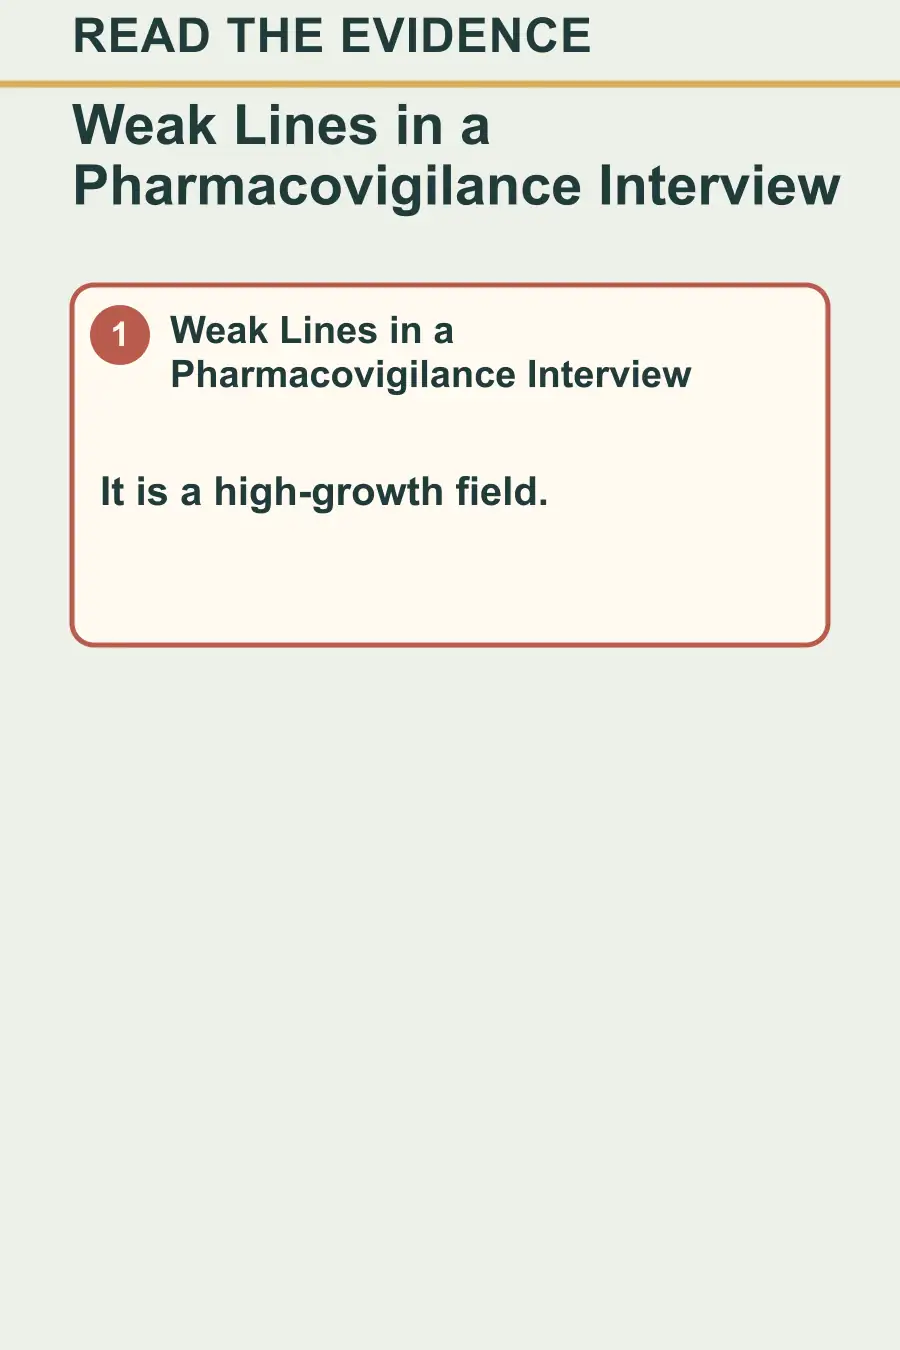 READ THE EVIDENCE
Weak Lines in a
Pharmacovigilance Interview
1
Weak Lines in a
Pharmacovigilance Interview
It is a high-growth field.